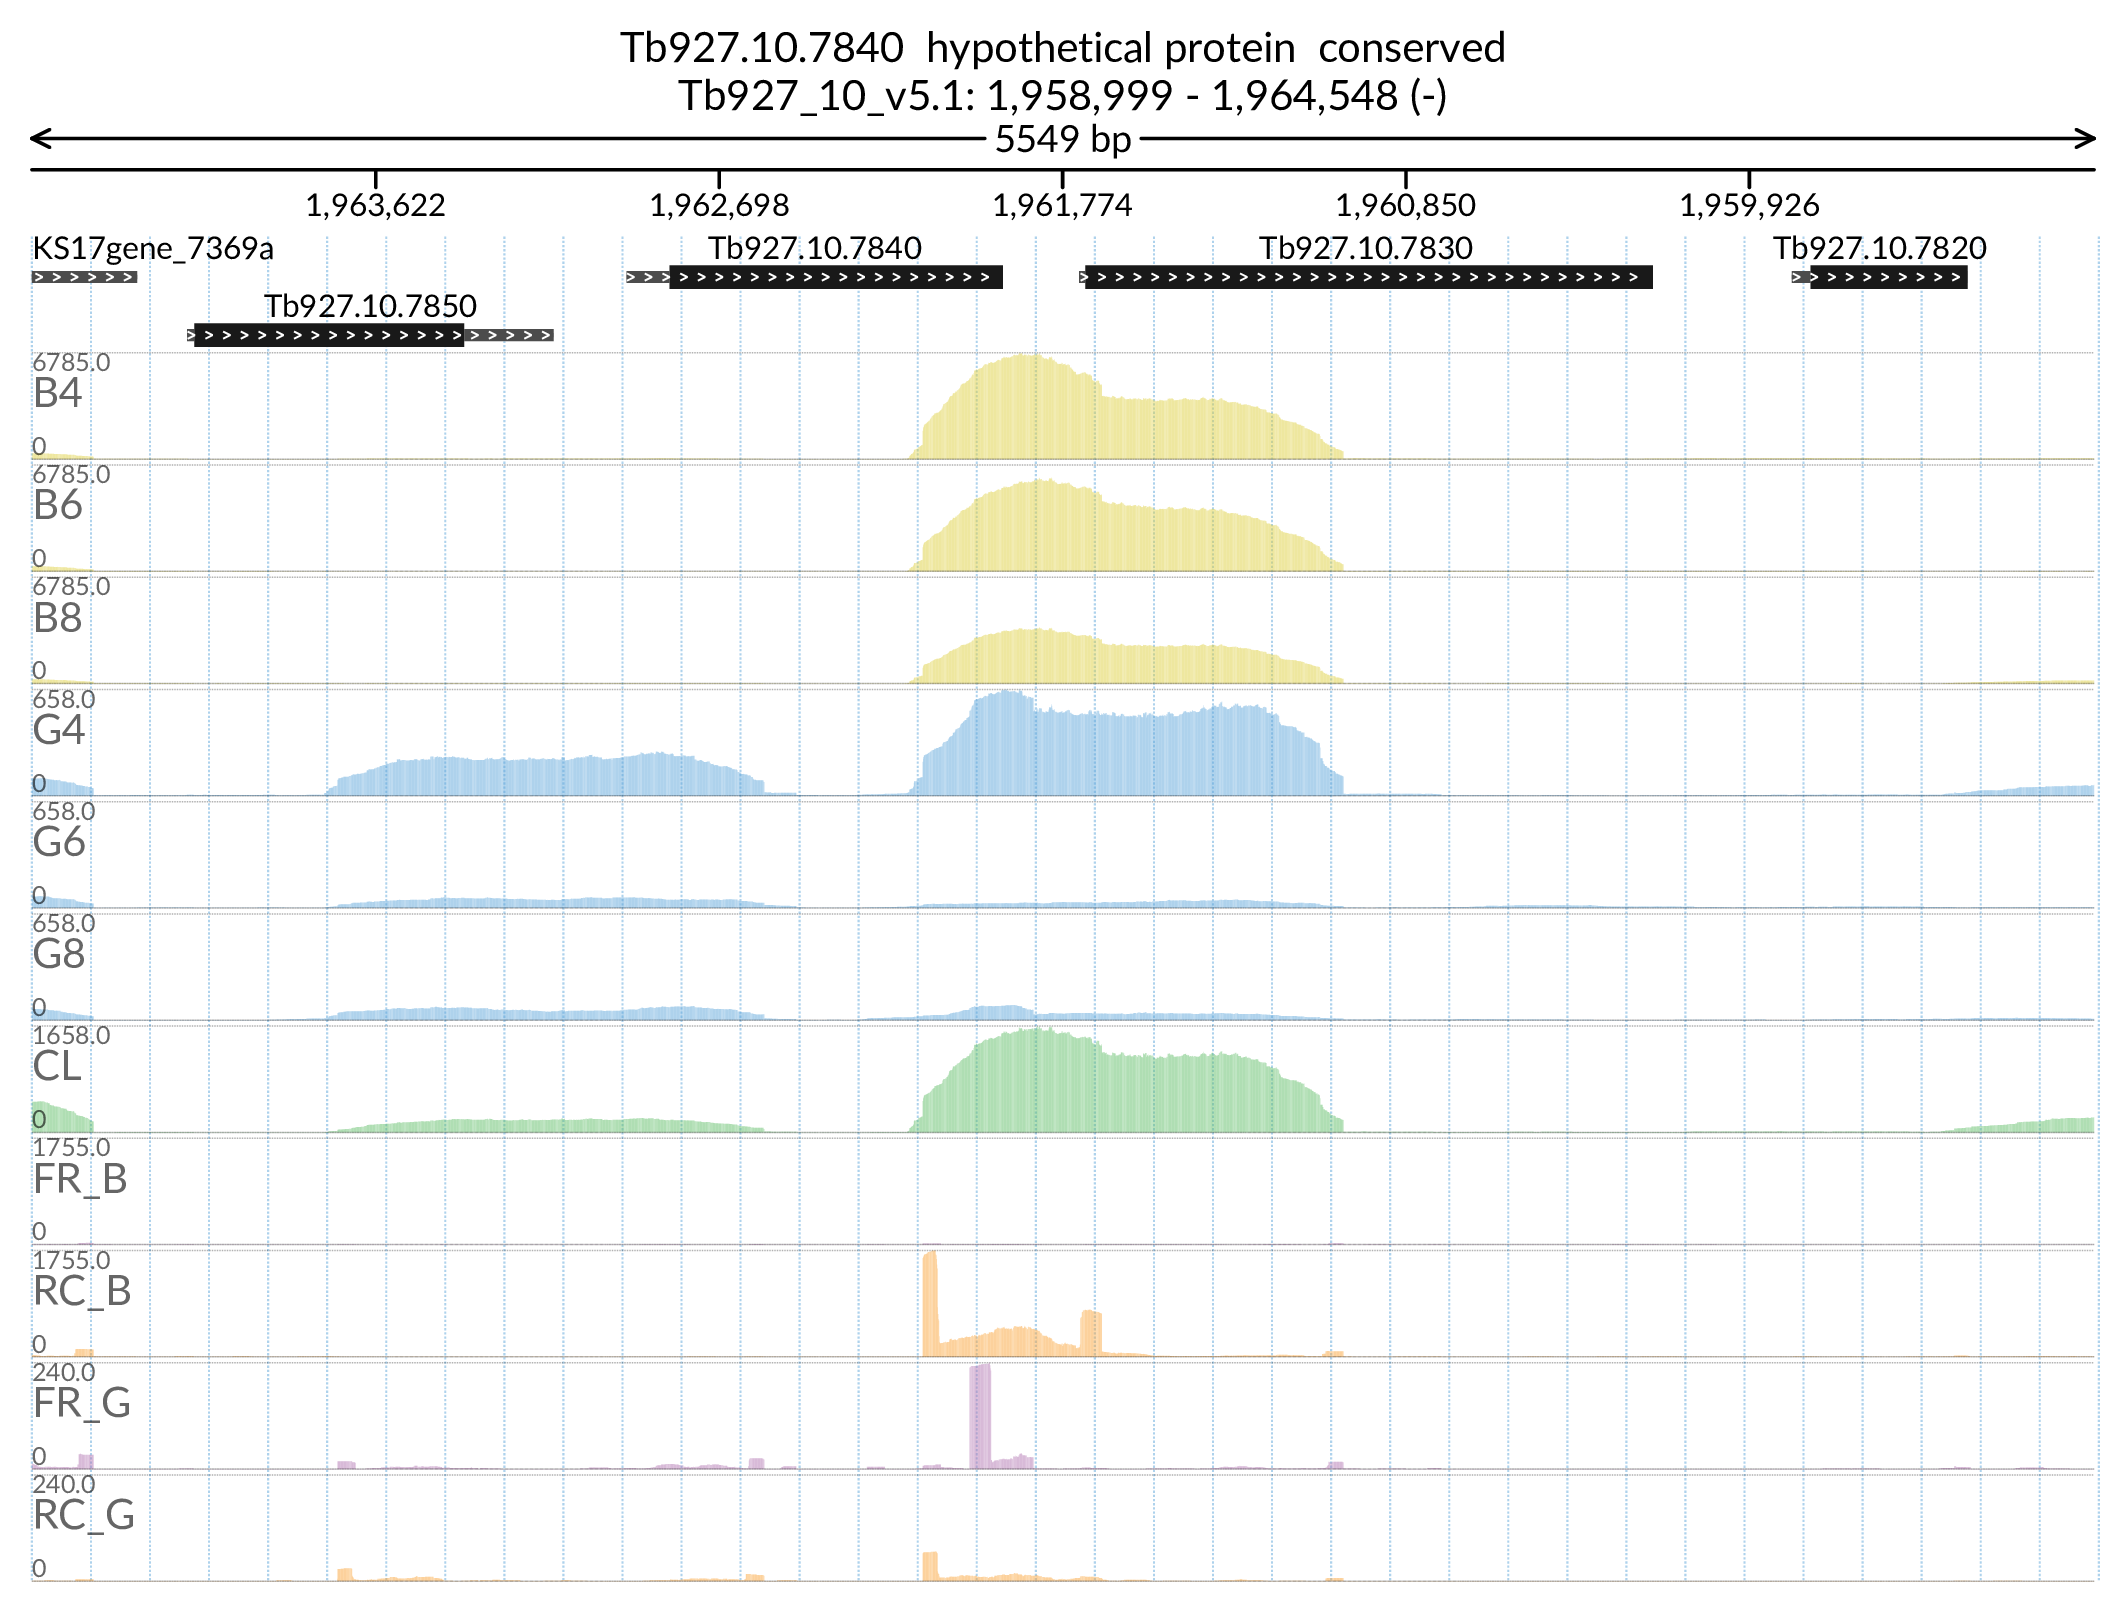 Tb927.10.7840  hypothetical protein  conserved
Tb927_10_v5.1: 1,958,999 - 1,964,548 (-)
5549 bp
1,963,622 1,962,698 1,961,774 1,960,850 1,959,926
KS17gene_7369a Tb927.10.7840 Tb927.10.7830 Tb927.10.7820
Tb927.10.7850
6785.0
B4
0
6785.0
B6
0
6785.0
B8
0
658.0
G4
0
658.0
G6
0
658.0
G8
0
1658.0
CL
0
1755.0
FR_B
0
1755.0
RC_B
0
240.0
FR_G
0
240.0
RC_G
0